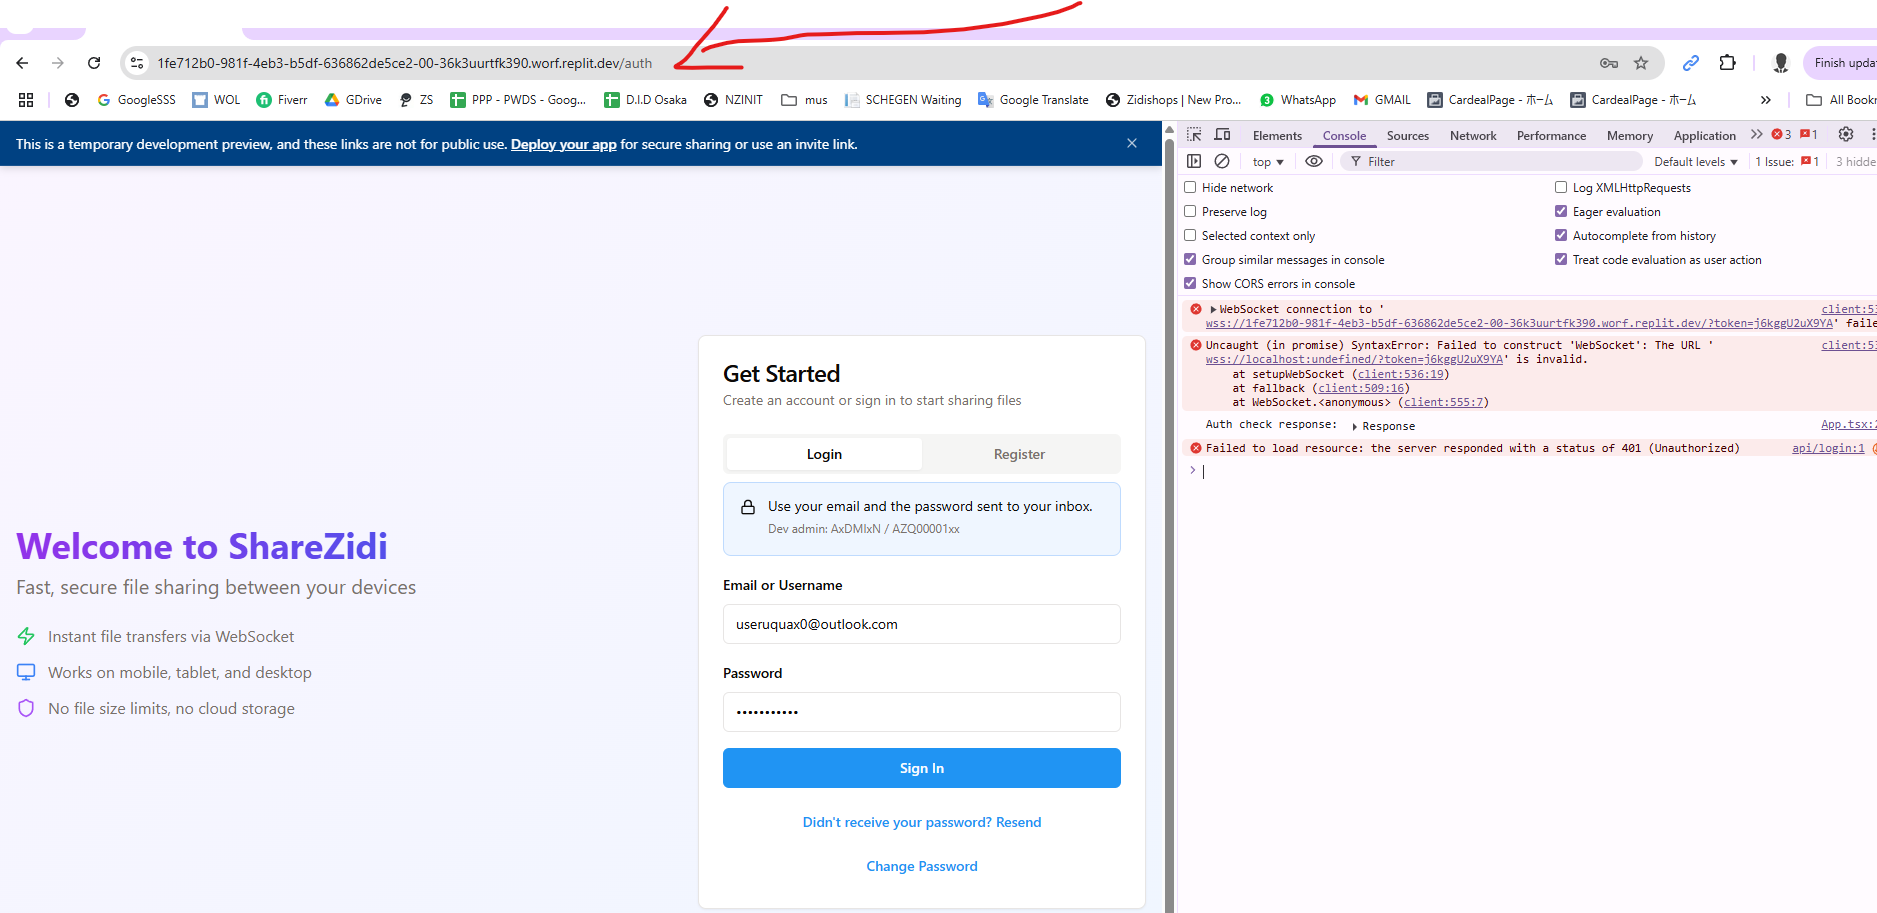 1fe712b0-981f-4eb3-b5df-636862de5ce2-00-36k3uurtfk390.worf.replit.dev/auth
Finish upda
GoogleSSS WOL Fiverr GDrive ZS PPP - PWDS - Goog... D.I.D Osaka NZINIT mus SCHEGEN Waiting Google Translate Zidishops | New Pro... 3 WhatsApp GMAIL CardealPage - ホーム CardealPage - ホーム » All Bookr
This is a temporary development preview, and these links are not for public use. Deploy your app for secure sharing or use an invite link.
Welcome to ShareZidi
Fast, secure file sharing between your devices
Instant file transfers via WebSocket
Works on mobile, tablet, and desktop
No file size limits, no cloud storage
Get Started
Create an account or sign in to start sharing files
Login Register
Use your email and the password sent to your inbox.
Dev admin: AxDMIxN / AZQ00001xx
Email or Username
useruquax0@outlook.com
Password
•••••••••••
Sign In
Didn't receive your password? Resend
Change Password
Elements Console Sources Network Performance Memory Application » 3 1
top Filter Default levels 1 Issue: 1 3 hidde
Hide network Log XMLHttpRequests
Preserve log Eager evaluation
Selected context only Autocomplete from history
Group similar messages in console Treat code evaluation as user action
Show CORS errors in console
WebSocket connection to ' client:53
wss://1fe712b0-981f-4eb3-b5df-636862de5ce2-00-36k3uurtfk390.worf.replit.dev/?token=j6kggU2uX9YA' faile
Uncaught (in promise) SyntaxError: Failed to construct 'WebSocket': The URL ' client:53
wss://localhost:undefined/?token=j6kggU2uX9YA' is invalid.
at setupWebSocket (client:536:19)
at fallback (client:509:16)
at WebSocket.<anonymous> (client:555:7)
Auth check response: Response App.tsx:2
Failed to load resource: the server responded with a status of 401 (Unauthorized) api/login:1